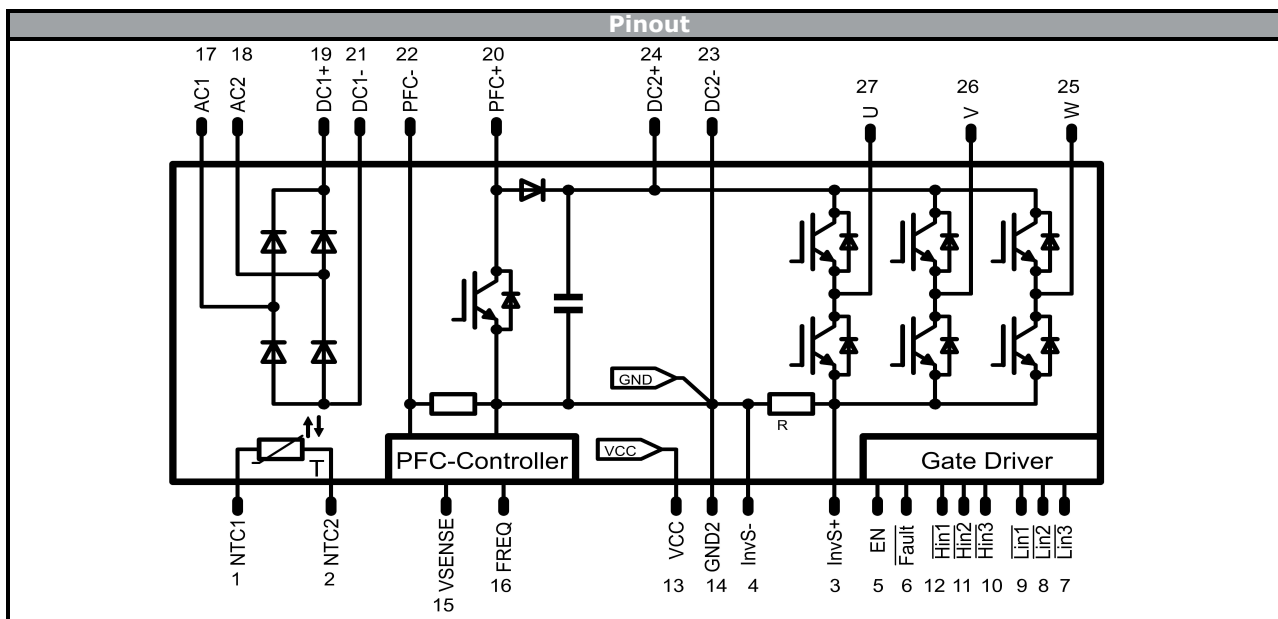 Pinout
17 18 19 21 22 20 24 23
AC1
AC2
DC1+
DC1-
PFC-
PFC+
DC2+
DC2-
27 26 25
U
V
W
GND
R
VCC
T
PFC-Controller
Gate Driver
NTC1
NTC2
VSENSE
FREQ
VCC
GND2
InvS-
InvS+
EN
Fault
Hin1
Hin2
Hin3
Lin1
Lin2
Lin3
1 2 15 16 13 14 4 3 5 6 12 11 10 9 8 7